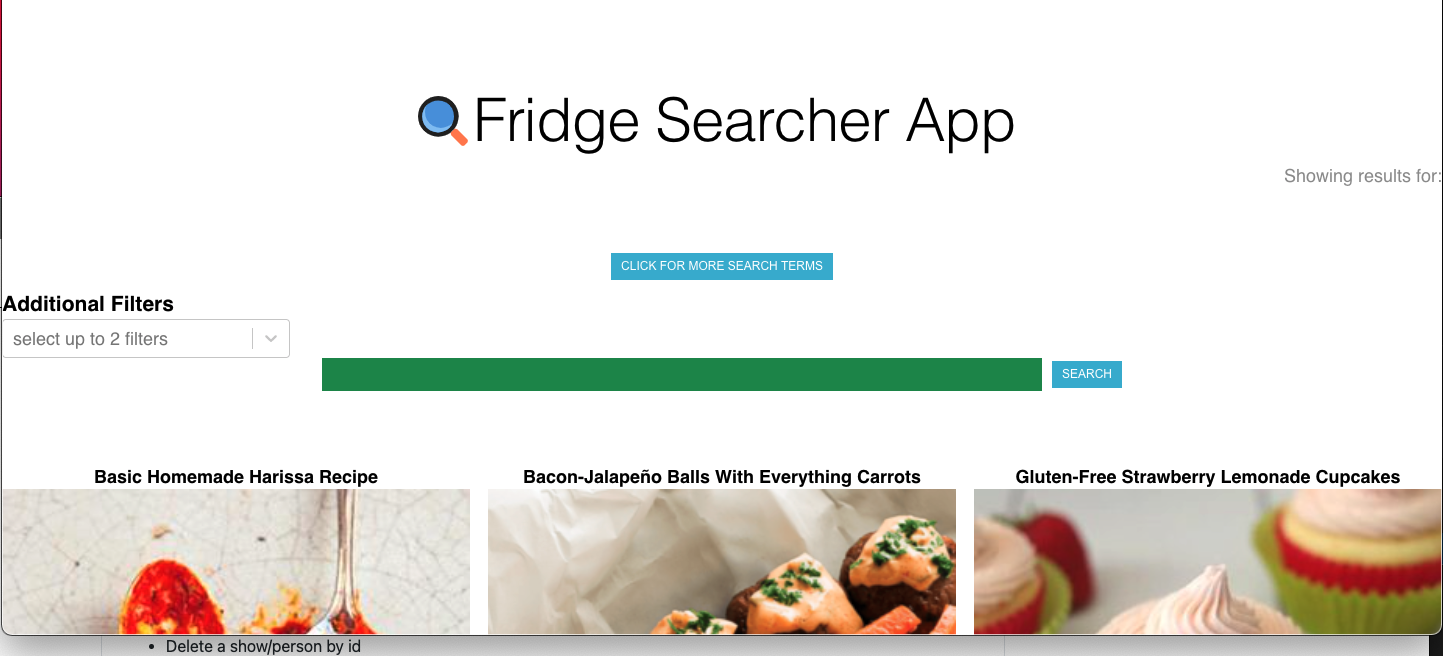 Fridge Searcher App
Showing results for:
CLICK FOR MORE SEARCH TERMS
Additional Filters
select up to 2 filters
SEARCH
Basic Homemade Harissa Recipe
Bacon-Jalapeño Balls With Everything Carrots
Gluten-Free Strawberry Lemonade Cupcakes
• Delete a show/person by id